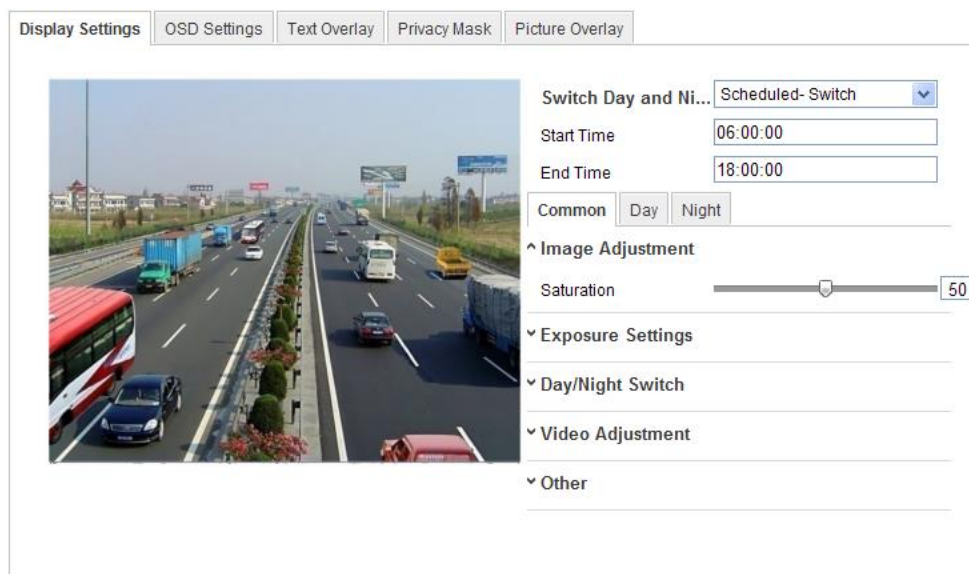 Display Settings
OSD Settings
Text Overlay
Privacy Mask
Picture Overlay
Switch Day and Ni...
Scheduled- Switch
Start Time
06:00:00
End Time
18:00:00
Common
Day
Night
Image Adjustment
Saturation
50
Exposure Settings
Day/Night Switch
Video Adjustment
Other